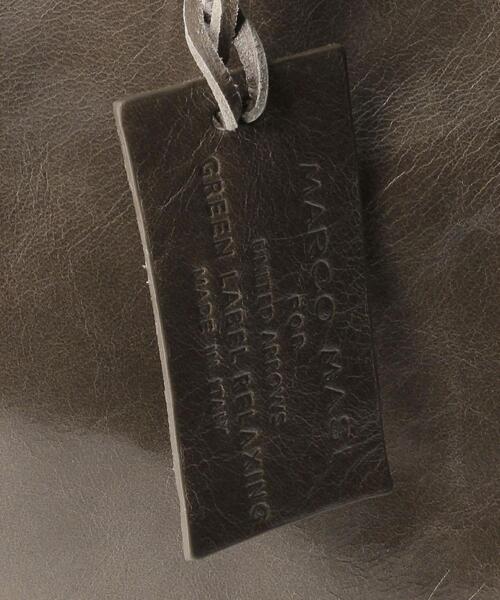 MARCO MASI
FOR
UNITED ARROWS
GREEN LABEL RELAXING
MADE IN ITALY